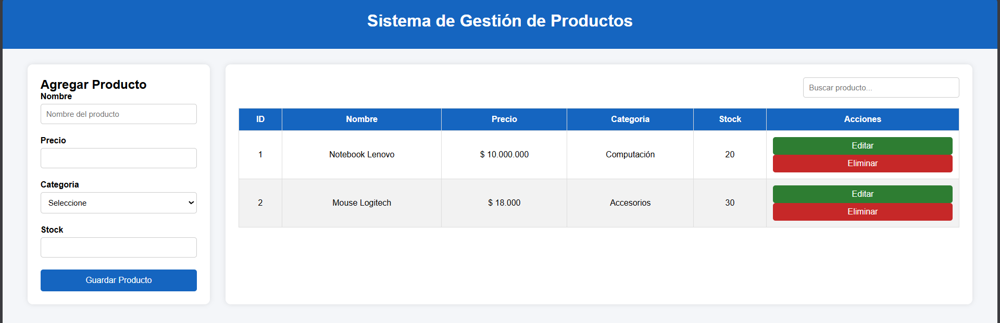 Sistema de Gestión de Productos
Agregar Producto
Nombre
Nombre del producto
Precio
Categoría
Seleccione
Stock
Guardar Producto
Buscar producto...
ID Nombre Precio Categoría Stock Acciones
1 Notebook Lenovo $ 10.000.000 Computación 20 Editar
Eliminar
2 Mouse Logitech $ 18.000 Accesorios 30 Editar
Eliminar